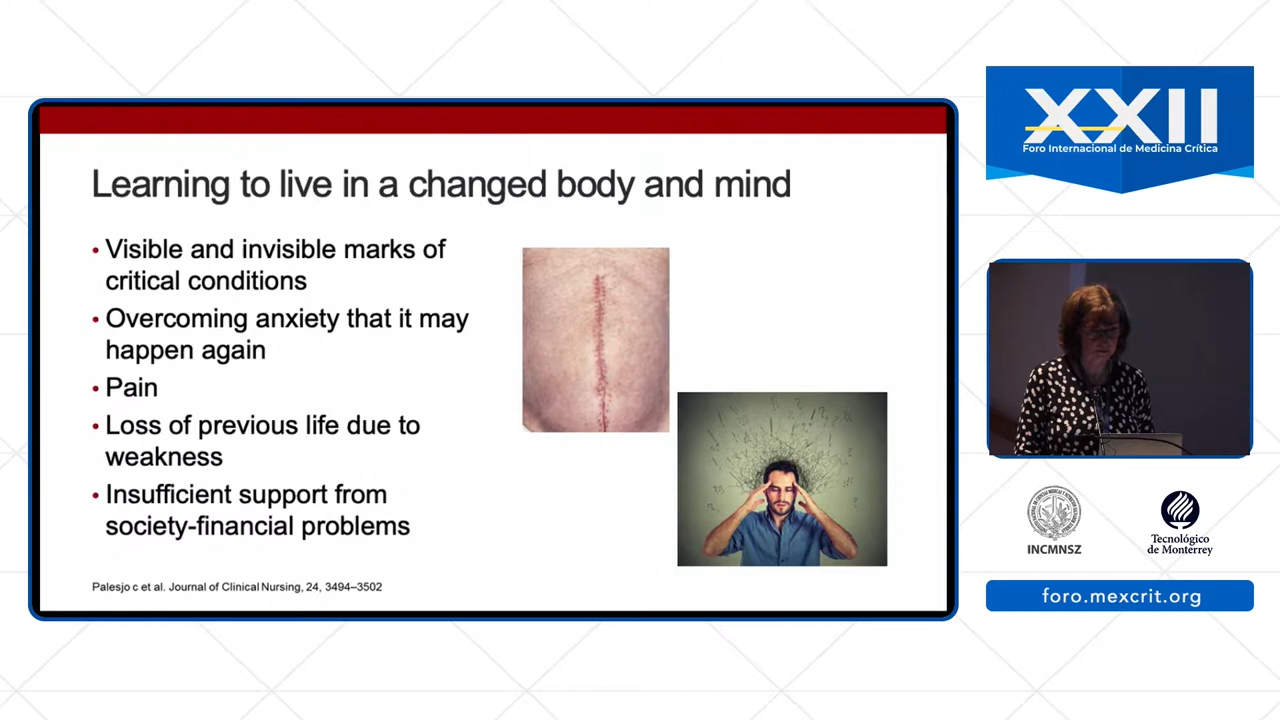 Learning to live in a changed body and mind
• Visible and invisible marks of
critical conditions
• Overcoming anxiety that it may
happen again
• Pain
• Loss of previous life due to
weakness
• Insufficient support from
society-financial problems
Palesjo c et al. Journal of Clinical Nursing, 24, 3494–3502
XXII
Foro Internacional de Medicina Crítica
INCMNSZ
Tecnológico
de Monterrey
foro.mexcrit.org